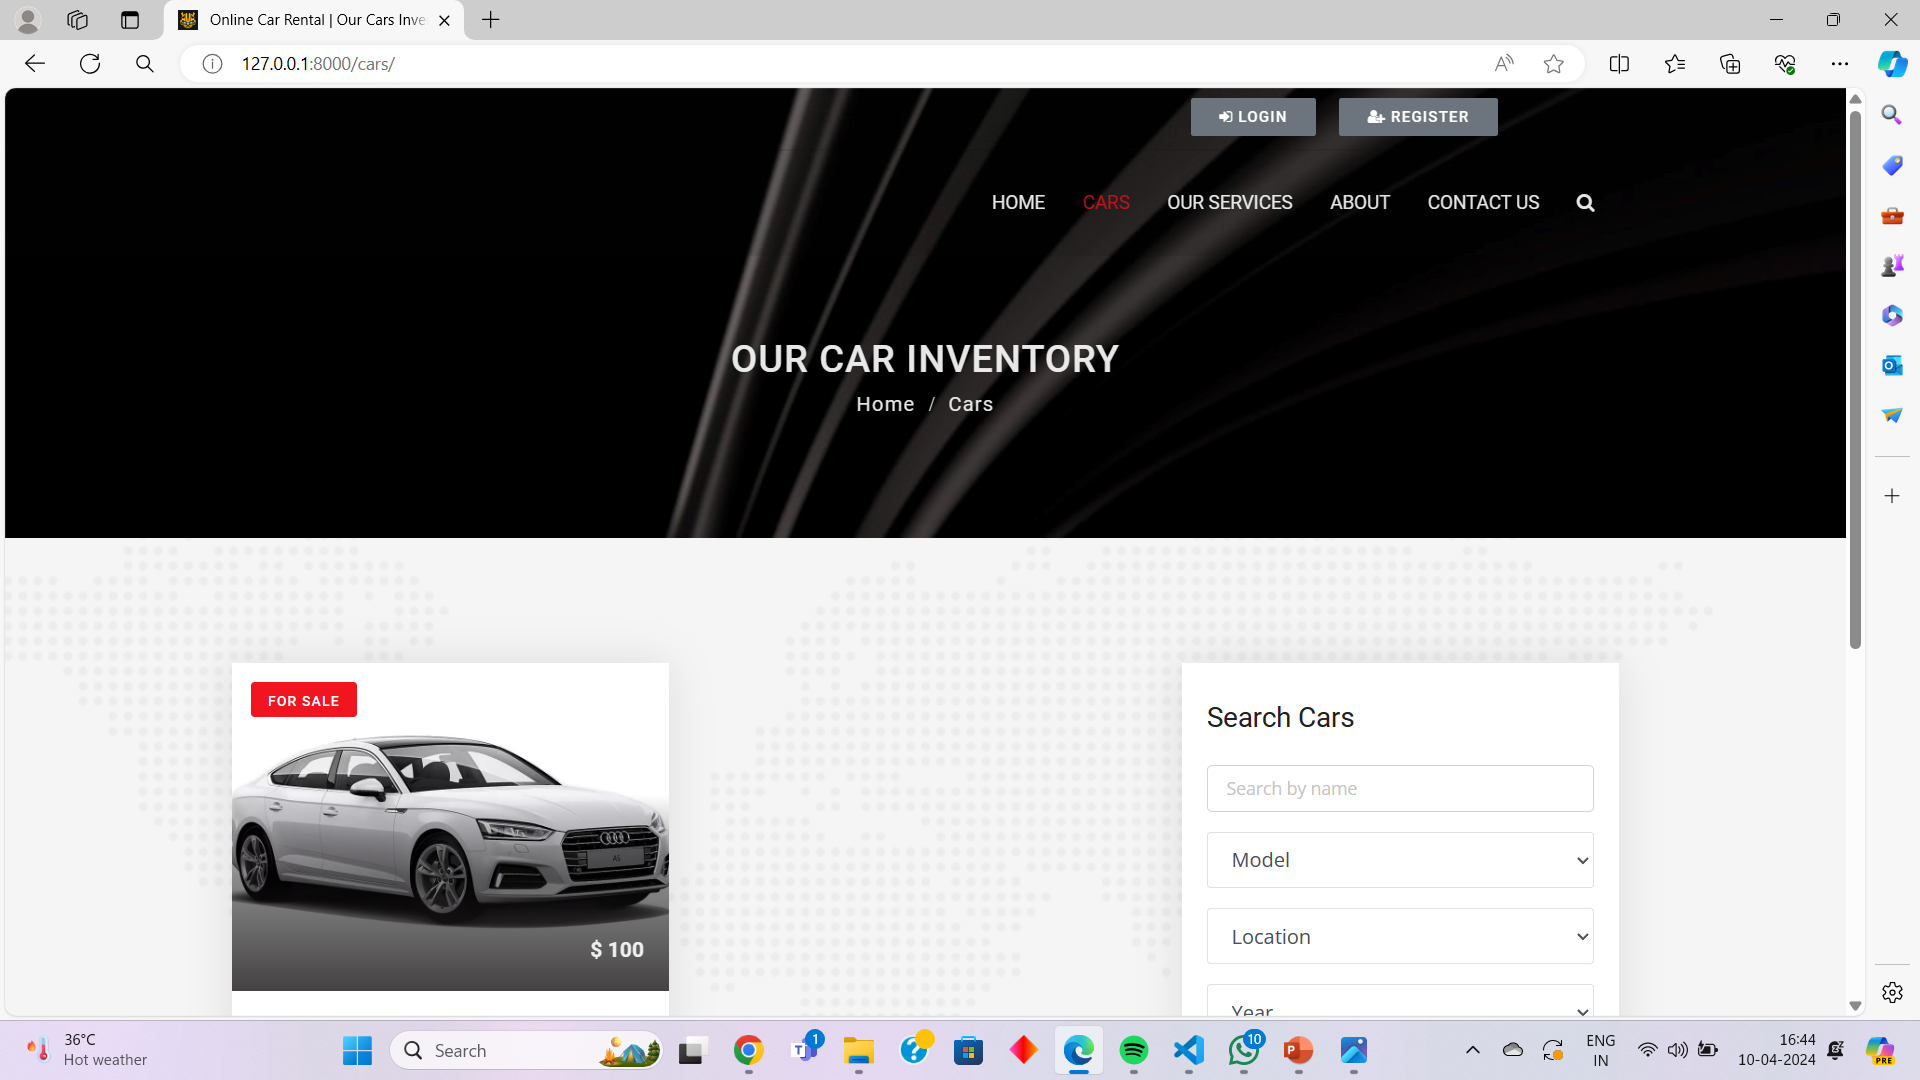 Online Car Rental | Our Cars Inve
127.0.0.1:8000/cars/
LOGIN
REGISTER
HOME
CARS
OUR SERVICES
ABOUT
CONTACT US
OUR CAR INVENTORY
Home / Cars
FOR SALE
A5
$ 100
Search Cars
Search by name
Model
Location
Year
36°C
Hot weather
Search
1
10
ENG
IN
16:44
10-04-2024
PRE